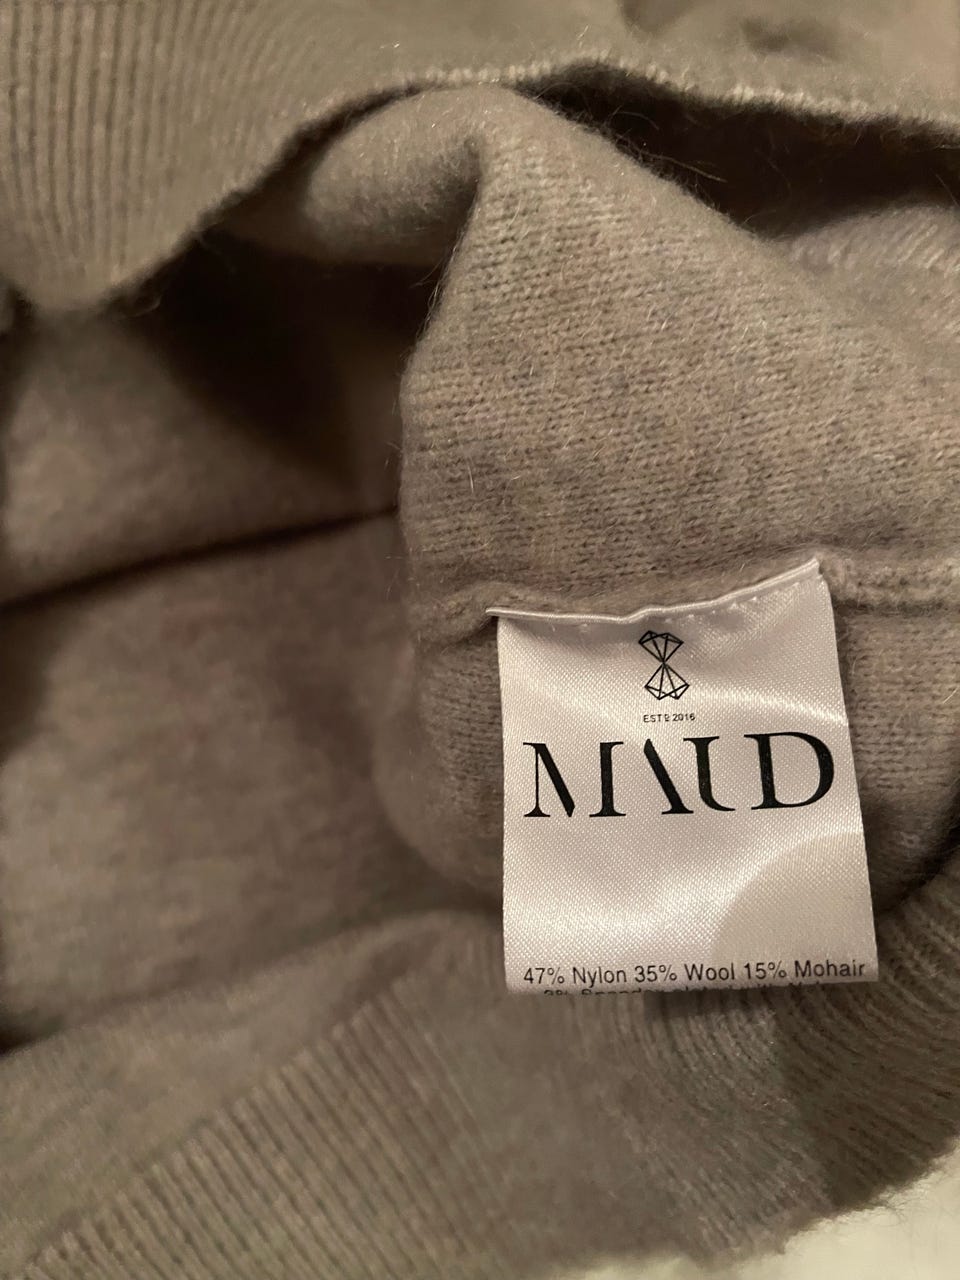 ESTD 2016
MAUD
47% Nylon 35% Wool 15% Mohair